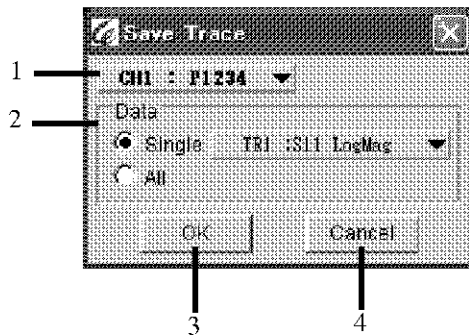 Save Trace
1
CH1 : P1234
2
Data
Single
TR1 :S11 LogMag
All
OK
Cancel
3
4